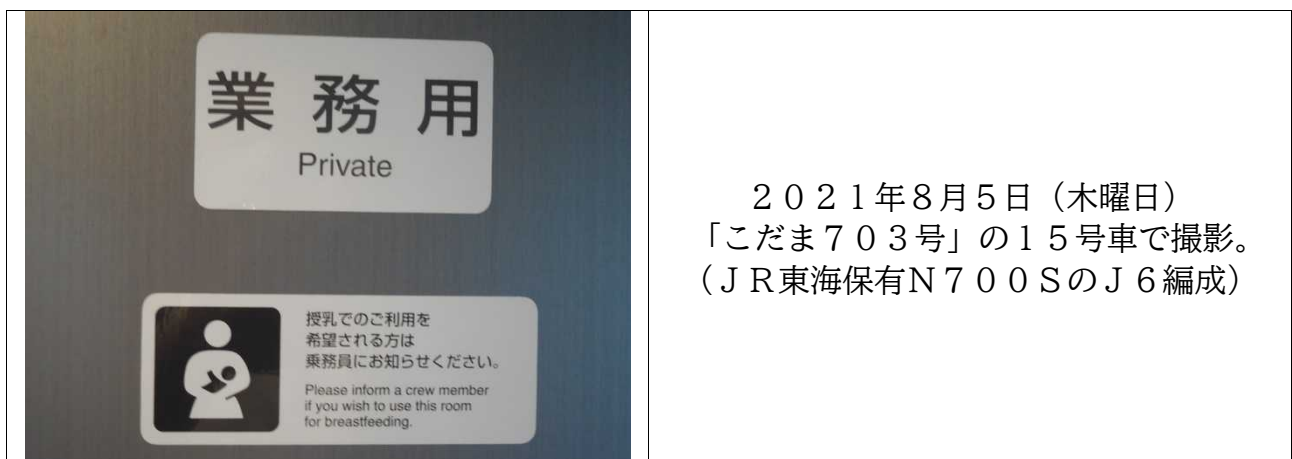 業務用
Private
授乳でのご利用を
希望される方は
乗務員にお知らせください。
Please inform a crew member
if you wish to use this room
for breastfeeding.
２０２１年８月５日（木曜日）
「こだま７０３号」の１５号車で撮影。
（ＪＲ東海保有Ｎ７００ＳのＪ６編成）